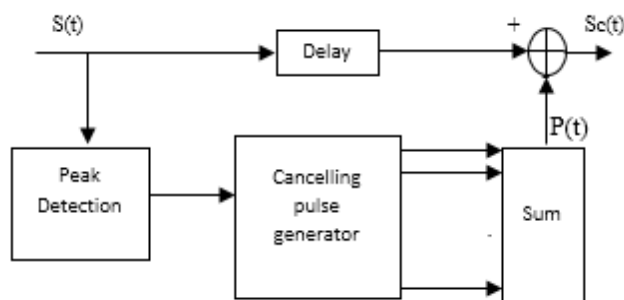 S(t)
+
Sc(t)
Delay
P(t)
Peak
Detection
Cancelling
pulse
generator
Sum